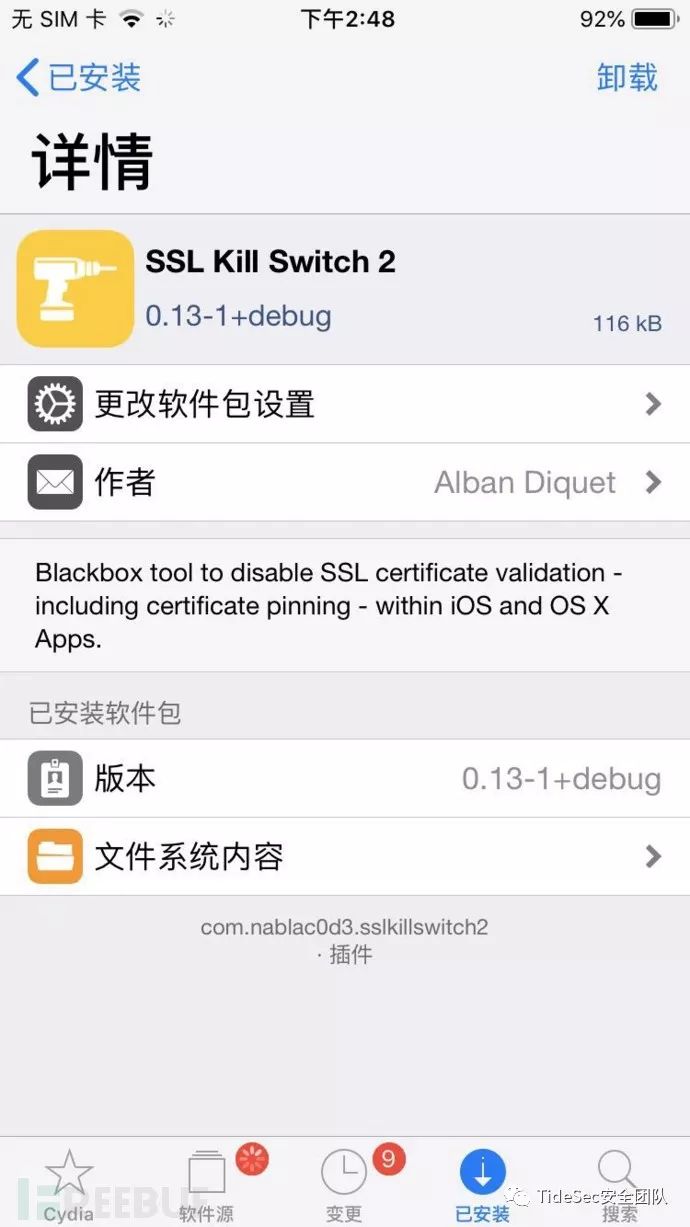 无 SIM 卡 下午2:48 92%
已安装 卸载
详情
SSL Kill Switch 2
0.13-1+debug 116 kB
更改软件包设置
作者 Alban Diquet
Blackbox tool to disable SSL certificate validation -
including certificate pinning - within iOS and OS X
Apps.
已安装软件包
版本 0.13-1+debug
文件系统内容
com.nablac0d3.sslkillswitch2
· 插件
9
FREEBUF
TideSec安全团队
Cydia 软件源 变更 已安装 搜索